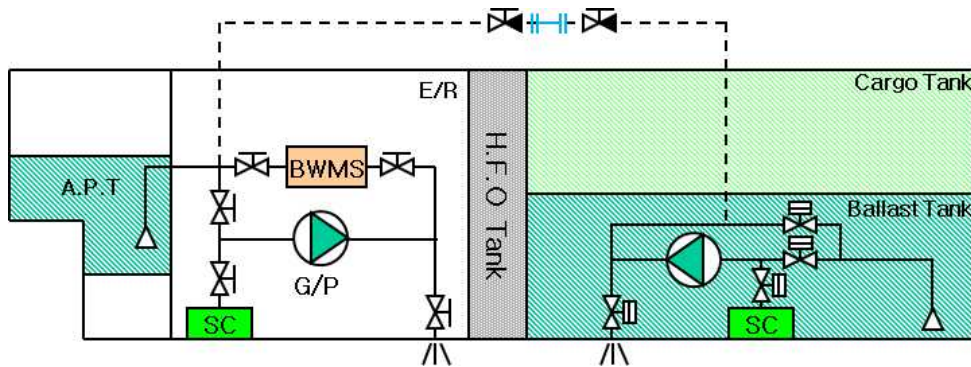 E/R
Cargo Tank
BWMS
A.P.T
H.F.O Tank
Ballast Tank
G/P
SC
SC